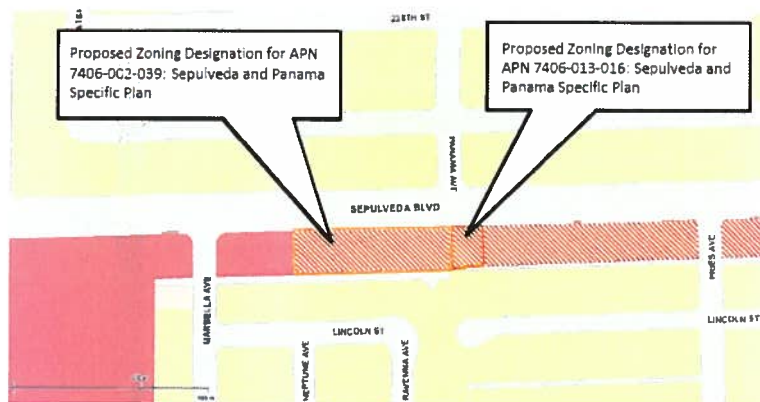 228TH ST
Proposed Zoning Designation for APN
7406-002-039: Sepulveda and Panama
Specific Plan
Proposed Zoning Designation for
APN 7406-013-016: Sepulveda and
Panama Specific Plan
PANAMA AVE
SEPULVEDA BLVD
MARBELLA AVE
LINCOLN ST
NEPTUNE AVE
RAVENNA AVE
LINCOLN ST